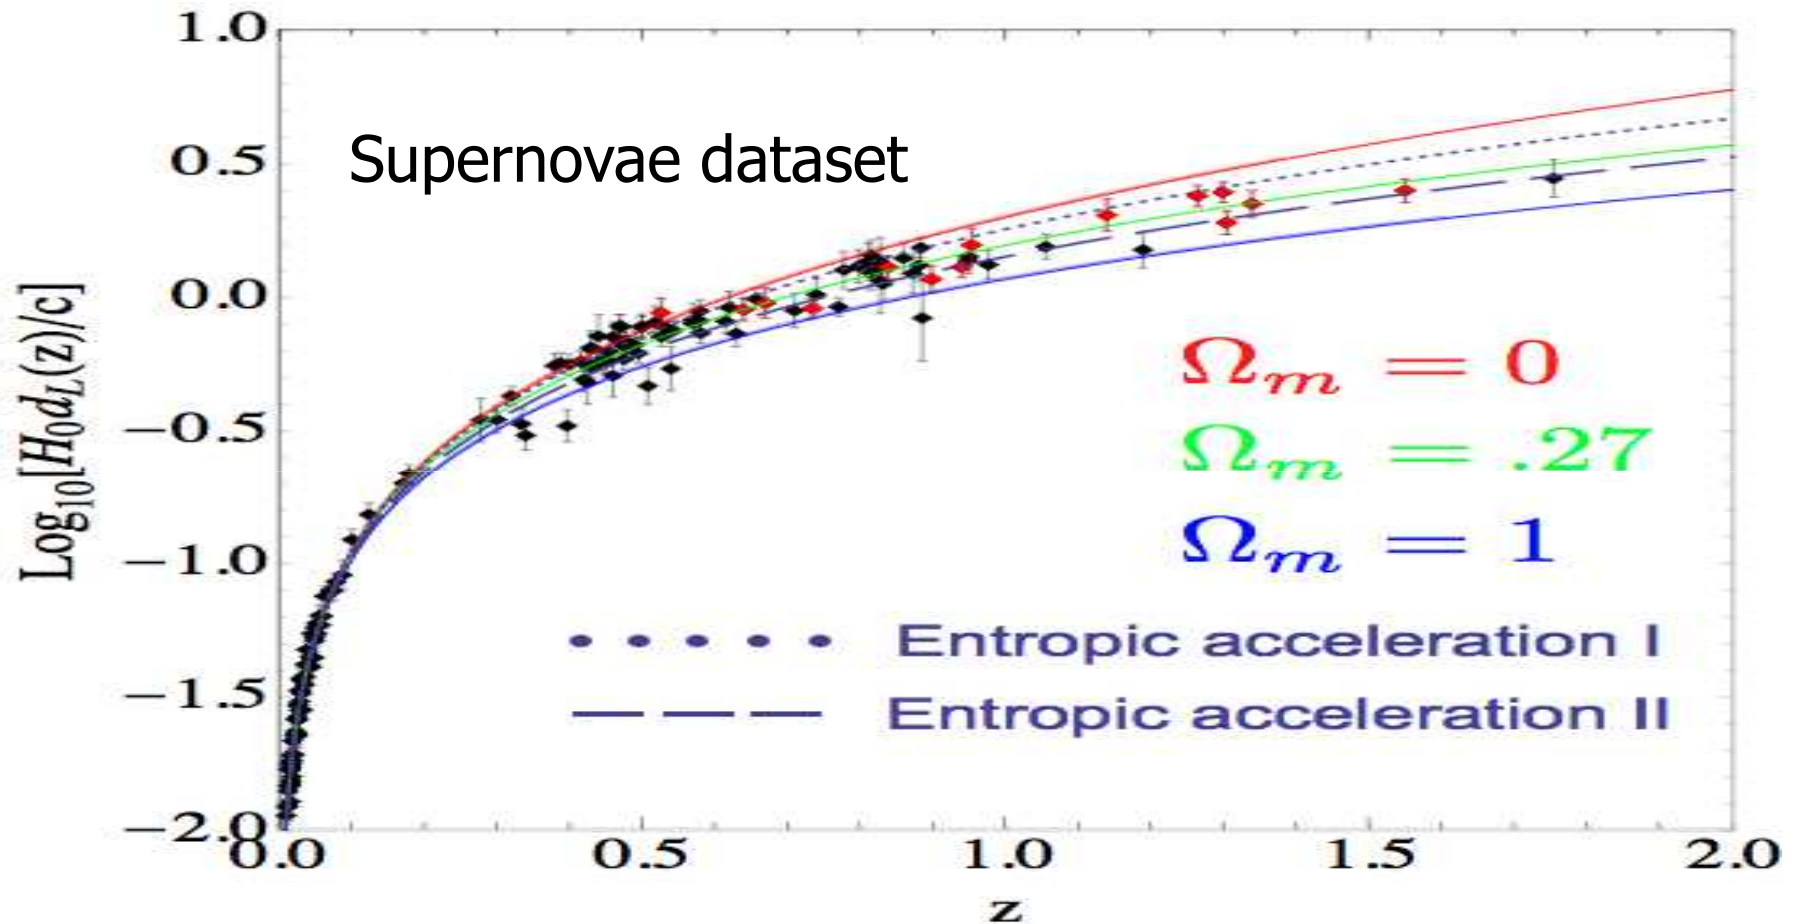 Supernovae dataset
Log₁₀[H₀d_L(z)/c]
1.0
0.5
0.0
−0.5
−1.0
−1.5
−2.0
Ωₘ = 0
Ωₘ = .27
Ωₘ = 1
Entropic acceleration I
Entropic acceleration II
0.0 0.5 1.0 1.5 2.0
z